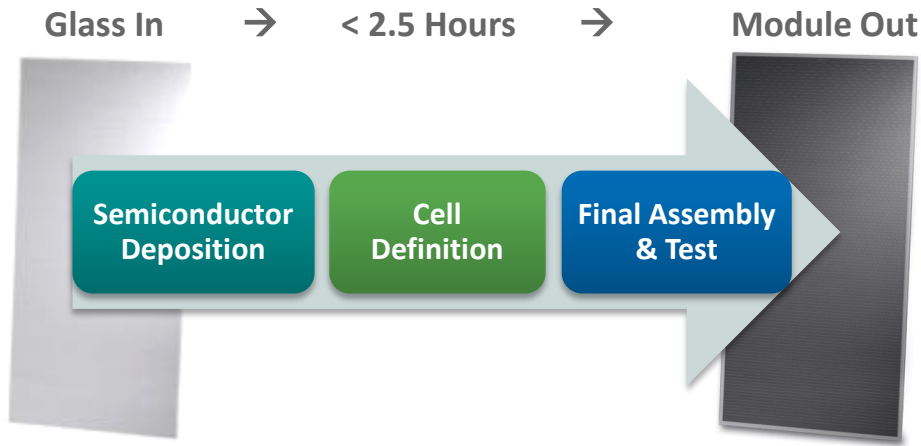 Glass In → < 2.5 Hours → Module Out
Semiconductor
Deposition
Cell
Definition
Final Assembly
& Test